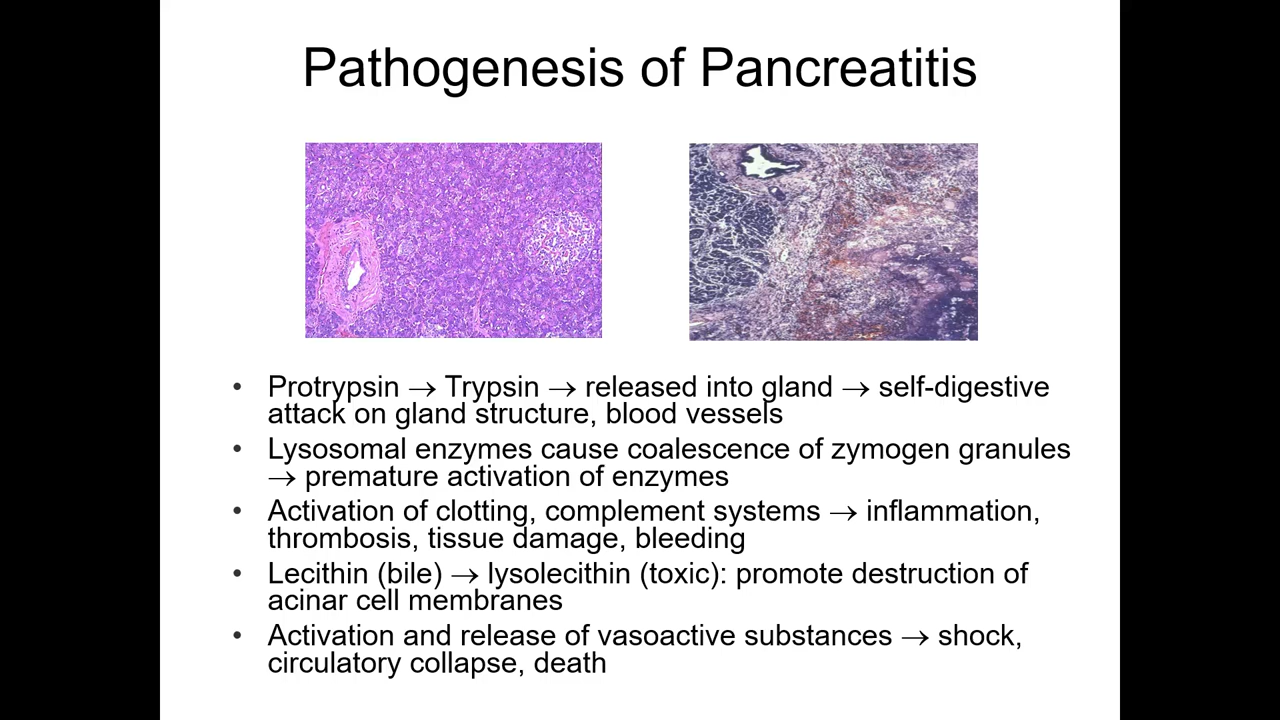 Pathogenesis of Pancreatitis
• Protrypsin → Trypsin → released into gland → self-digestive
attack on gland structure, blood vessels
• Lysosomal enzymes cause coalescence of zymogen granules
→ premature activation of enzymes
• Activation of clotting, complement systems → inflammation,
thrombosis, tissue damage, bleeding
• Lecithin (bile) → lysolecithin (toxic): promote destruction of
acinar cell membranes
• Activation and release of vasoactive substances → shock,
circulatory collapse, death